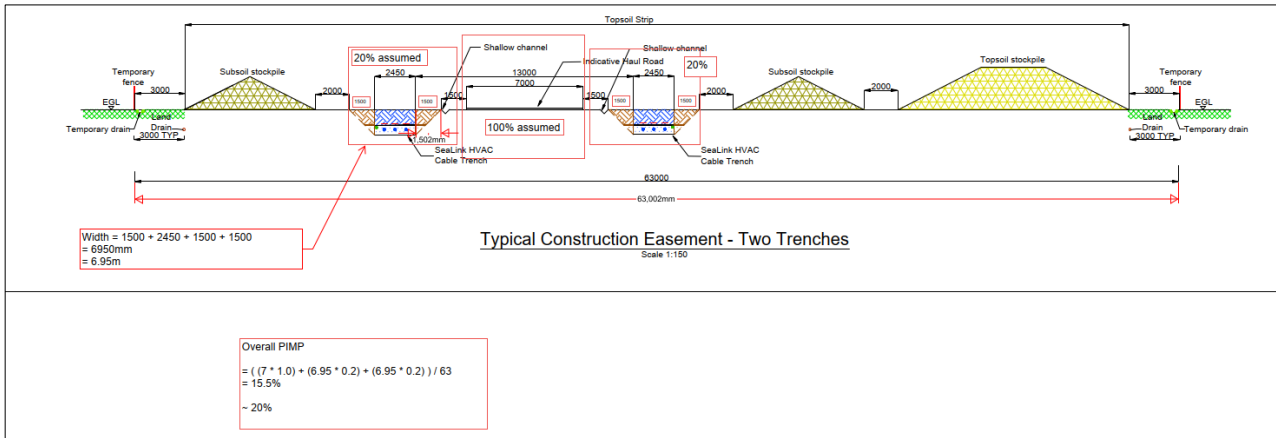 Topsoil Strip
20% assumed
Shallow channel
Shallow channel
Indicative Haul Road
20%
Temporary
fence
Subsoil stockpile
2450
13000
2450
Subsoil stockpile
Topsoil stockpile
Temporary
fence
3000
2000
7000
2000
2000
3000
1500
1300
1500
1500
1500
1500
EGL
EGL
Temporary drain
Land
Drain
3000 TYP
100% assumed
1,502mm
SeaLink HVAC
Cable Trench
SeaLink HVAC
Cable Trench
Land
Drain
3000 TYP
Temporary drain
63000
63,002mm
Width = 1500 + 2450 + 1500 + 1500
= 6950mm
= 6.95m
Typical Construction Easement - Two Trenches
Scale 1:150
Overall PIMP
= ( (7 * 1.0) + (6.95 * 0.2) + (6.95 * 0.2) ) / 63
= 15.5%
~ 20%